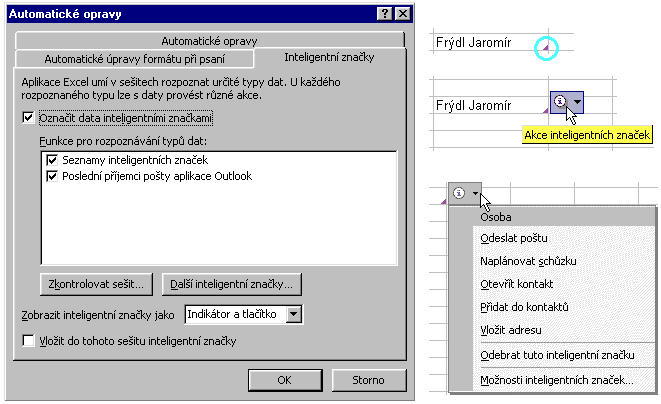 Automatické opravy
Automatické opravy
Automatické úpravy formátu při psaní
Inteligentní značky
Aplikace Excel umí v sešitech rozpoznat určité typy dat. U každého
rozpoznaného typu lze s daty provést různé akce.
Označit data inteligentními značkami
Funkce pro rozpoznávání typů dat:
Seznamy inteligentních značek
Poslední příjemci pošty aplikace Outlook
Zkontrolovat sešit...
Další inteligentní značky...
Zobrazit inteligentní značky jako
Indikátor a tlačítko
Vložit do tohoto sešitu inteligentní značky
OK
Storno
Frýdl Jaromír
Frýdl Jaromír
Akce inteligentních značek
Osoba
Odeslat poštu
Naplánovat schůzku
Otevřít kontakt
Přidat do kontaktů
Vložit adresu
Odebrat tuto inteligentní značku
Možnosti inteligentních značek...